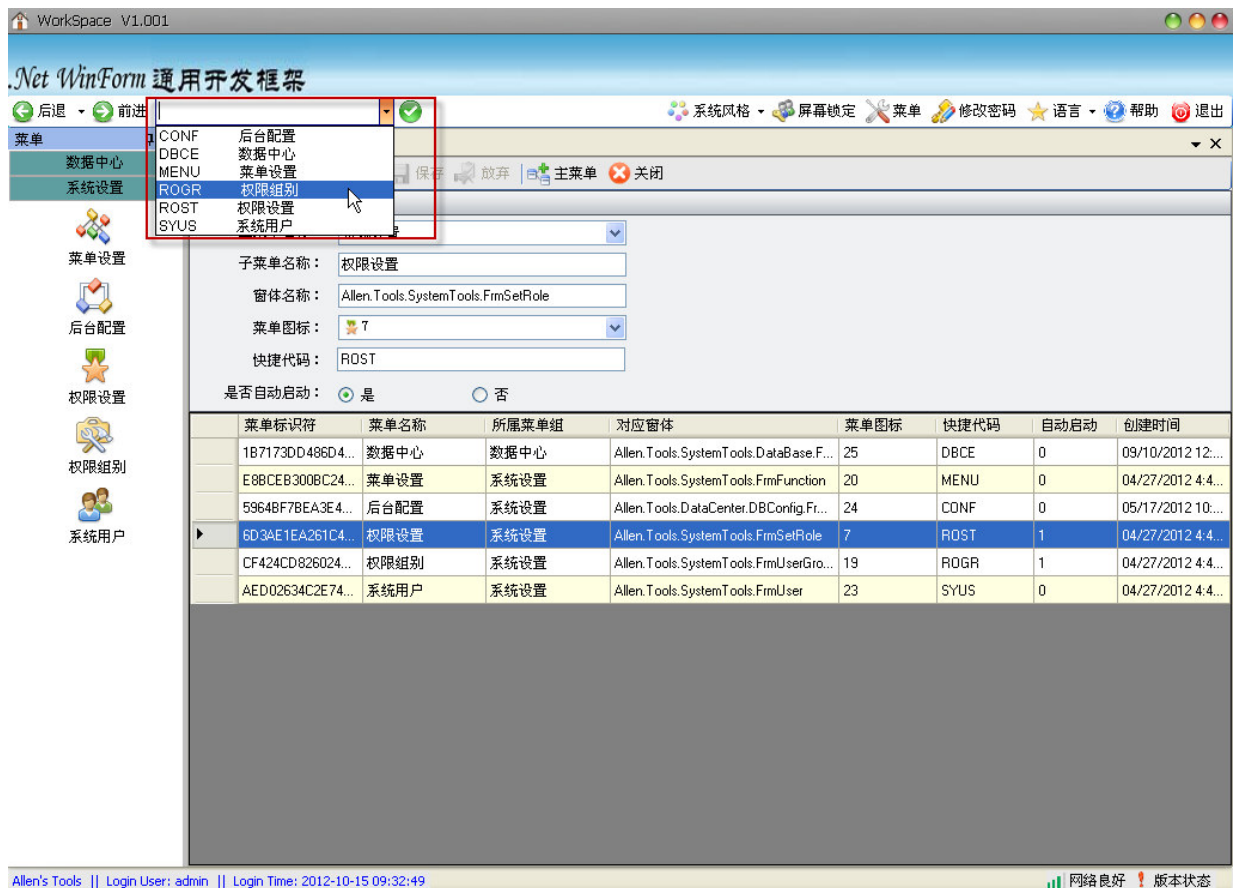 WorkSpace V1.001
.Net WinForm 通用开发框架
后退 前进 系统风格 屏幕锁定 菜单 修改密码 语言 帮助 退出
菜单
数据中心
系统设置
菜单设置
后台配置
权限设置
权限组别
系统用户
CONF 后台配置
DBCE 数据中心
MENU 菜单设置
ROGR 权限组别
ROST 权限设置
SYUS 系统用户
保存 放弃 主菜单 关闭
子菜单名称： 权限设置
窗体名称： Allen.Tools.SystemTools.FrmSetRole
菜单图标： 7
快捷代码： ROST
是否自动启动： 是 否
菜单标识符 菜单名称 所属菜单组 对应窗体 菜单图标 快捷代码 自动启动 创建时间
1B7173DD486D4... 数据中心 数据中心 Allen.Tools.SystemTools.DataBase.F... 25 DBCE 0 09/10/2012 12:...
E8BCEB300BC24... 菜单设置 系统设置 Allen.Tools.SystemTools.FrmFunction 20 MENU 0 04/27/2012 4:4...
5964BF7BEA3E4... 后台配置 系统设置 Allen.Tools.DataCenter.DBConfig.Fr... 24 CONF 0 05/17/2012 10:...
6D3AE1EA261C4... 权限设置 系统设置 Allen.Tools.SystemTools.FrmSetRole 7 ROST 1 04/27/2012 4:4...
CF424CD826024... 权限组别 系统设置 Allen.Tools.SystemTools.FrmUserGro... 19 ROGR 1 04/27/2012 4:4...
AED02634C2E74... 系统用户 系统设置 Allen.Tools.SystemTools.FrmUser 23 SYUS 0 04/27/2012 4:4...
Allen's Tools || Login User: admin || Login Time: 2012-10-15 09:32:49 网络良好 版本状态